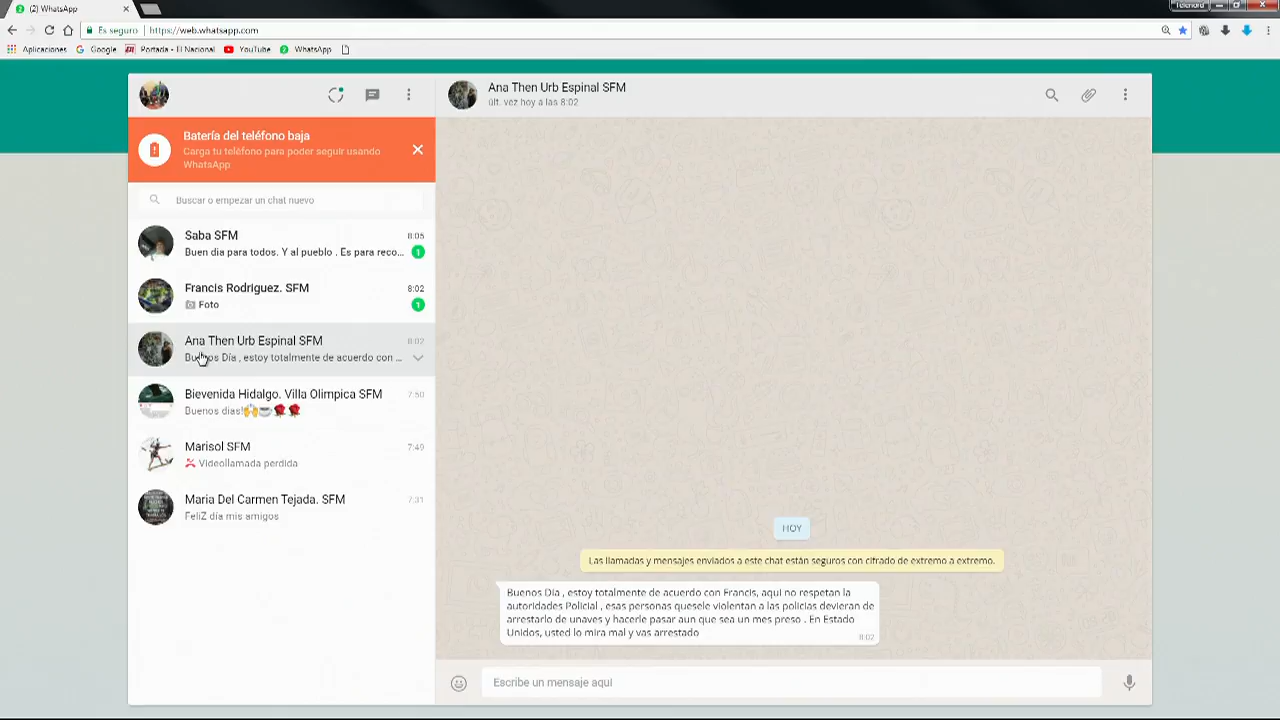 (2) WhatsApp
Telenord
Es seguro
https://web.whatsapp.com
Aplicaciones
Google
Portada - El Nacional
YouTube
WhatsApp
Batería del teléfono baja
Carga tu teléfono para poder seguir usando
WhatsApp
Buscar o empezar un chat nuevo
Saba SFM
8:05
Buen dia para todos. Y al pueblo . Es para reco...
1
Francis Rodriguez. SFM
8:02
Foto
1
Ana Then Urb Espinal SFM
8:02
Buenos Día , estoy totalmente de acuerdo con ...
Bievenida Hidalgo. Villa Olimpica SFM
7:50
Buenos dias!🙌☕🌹🌹
Marisol SFM
7:49
Videollamada perdida
Maria Del Carmen Tejada. SFM
7:31
FeliZ día mis amigos
Ana Then Urb Espinal SFM
últ. vez hoy a las 8:02
HOY
Las llamadas y mensajes enviados a este chat están seguros con cifrado de extremo a extremo.
Buenos Día , estoy totalmente de acuerdo con Francis, aqui no respetan la
autoridades Policial , esas personas quesele violentan a las policias devieran de
arrestarlo de unaves y hacerle pasar aun que sea un mes preso . En Estado
Unidos, usted lo mira mal y vas arrestado
8:02
Escribe un mensaje aquí